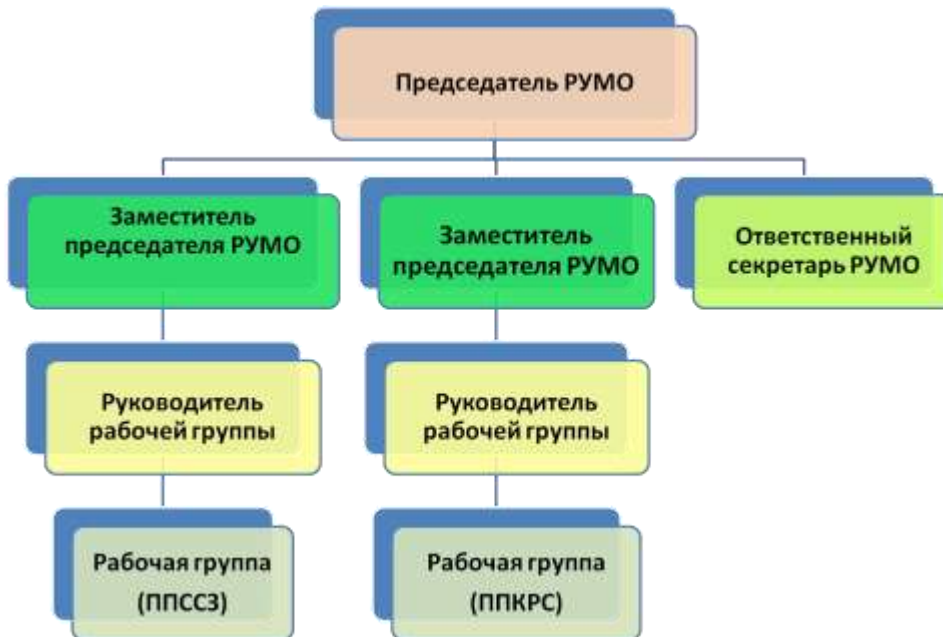 Председатель РУМО
Заместитель
председателя РУМО
Заместитель
председателя РУМО
Ответственный
секретарь РУМО
Руководитель
рабочей группы
Руководитель
рабочей группы
Рабочая группа
(ППССЗ)
Рабочая группа
(ППКРС)